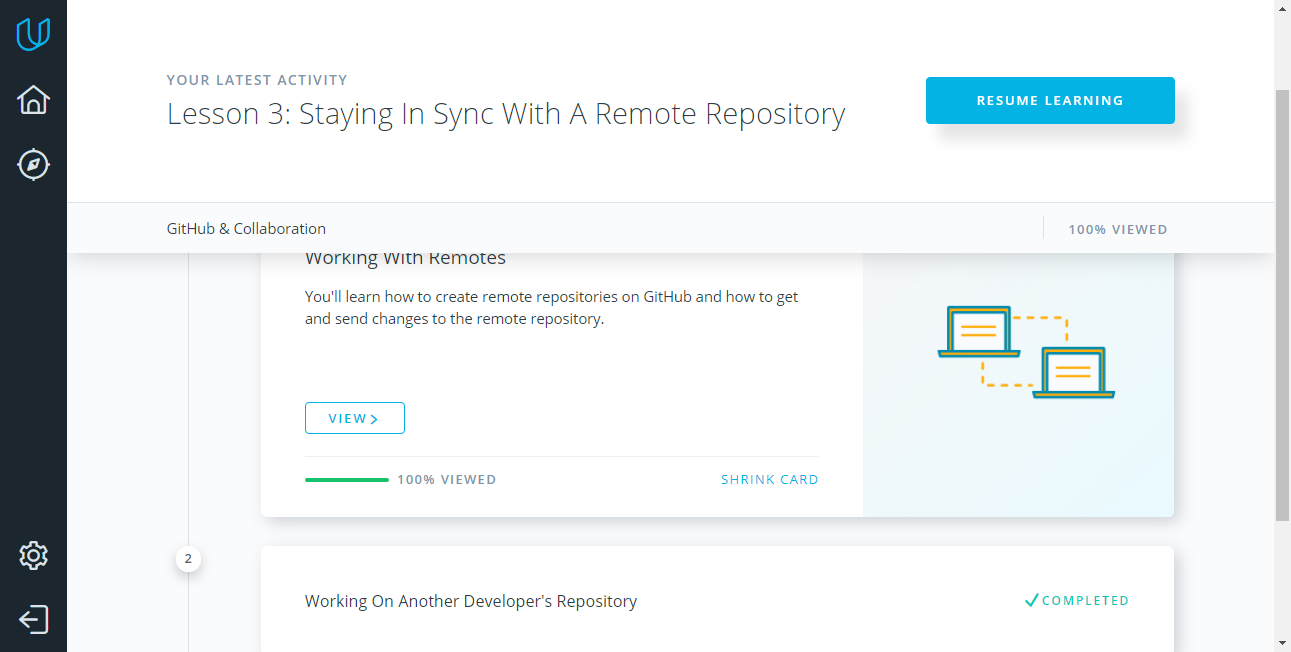 YOUR LATEST ACTIVITY
Lesson 3: Staying In Sync With A Remote Repository
RESUME LEARNING
GitHub & Collaboration
100% VIEWED
Working With Remotes
You'll learn how to create remote repositories on GitHub and how to get
and send changes to the remote repository.
VIEW
100% VIEWED
SHRINK CARD
2
Working On Another Developer's Repository
COMPLETED